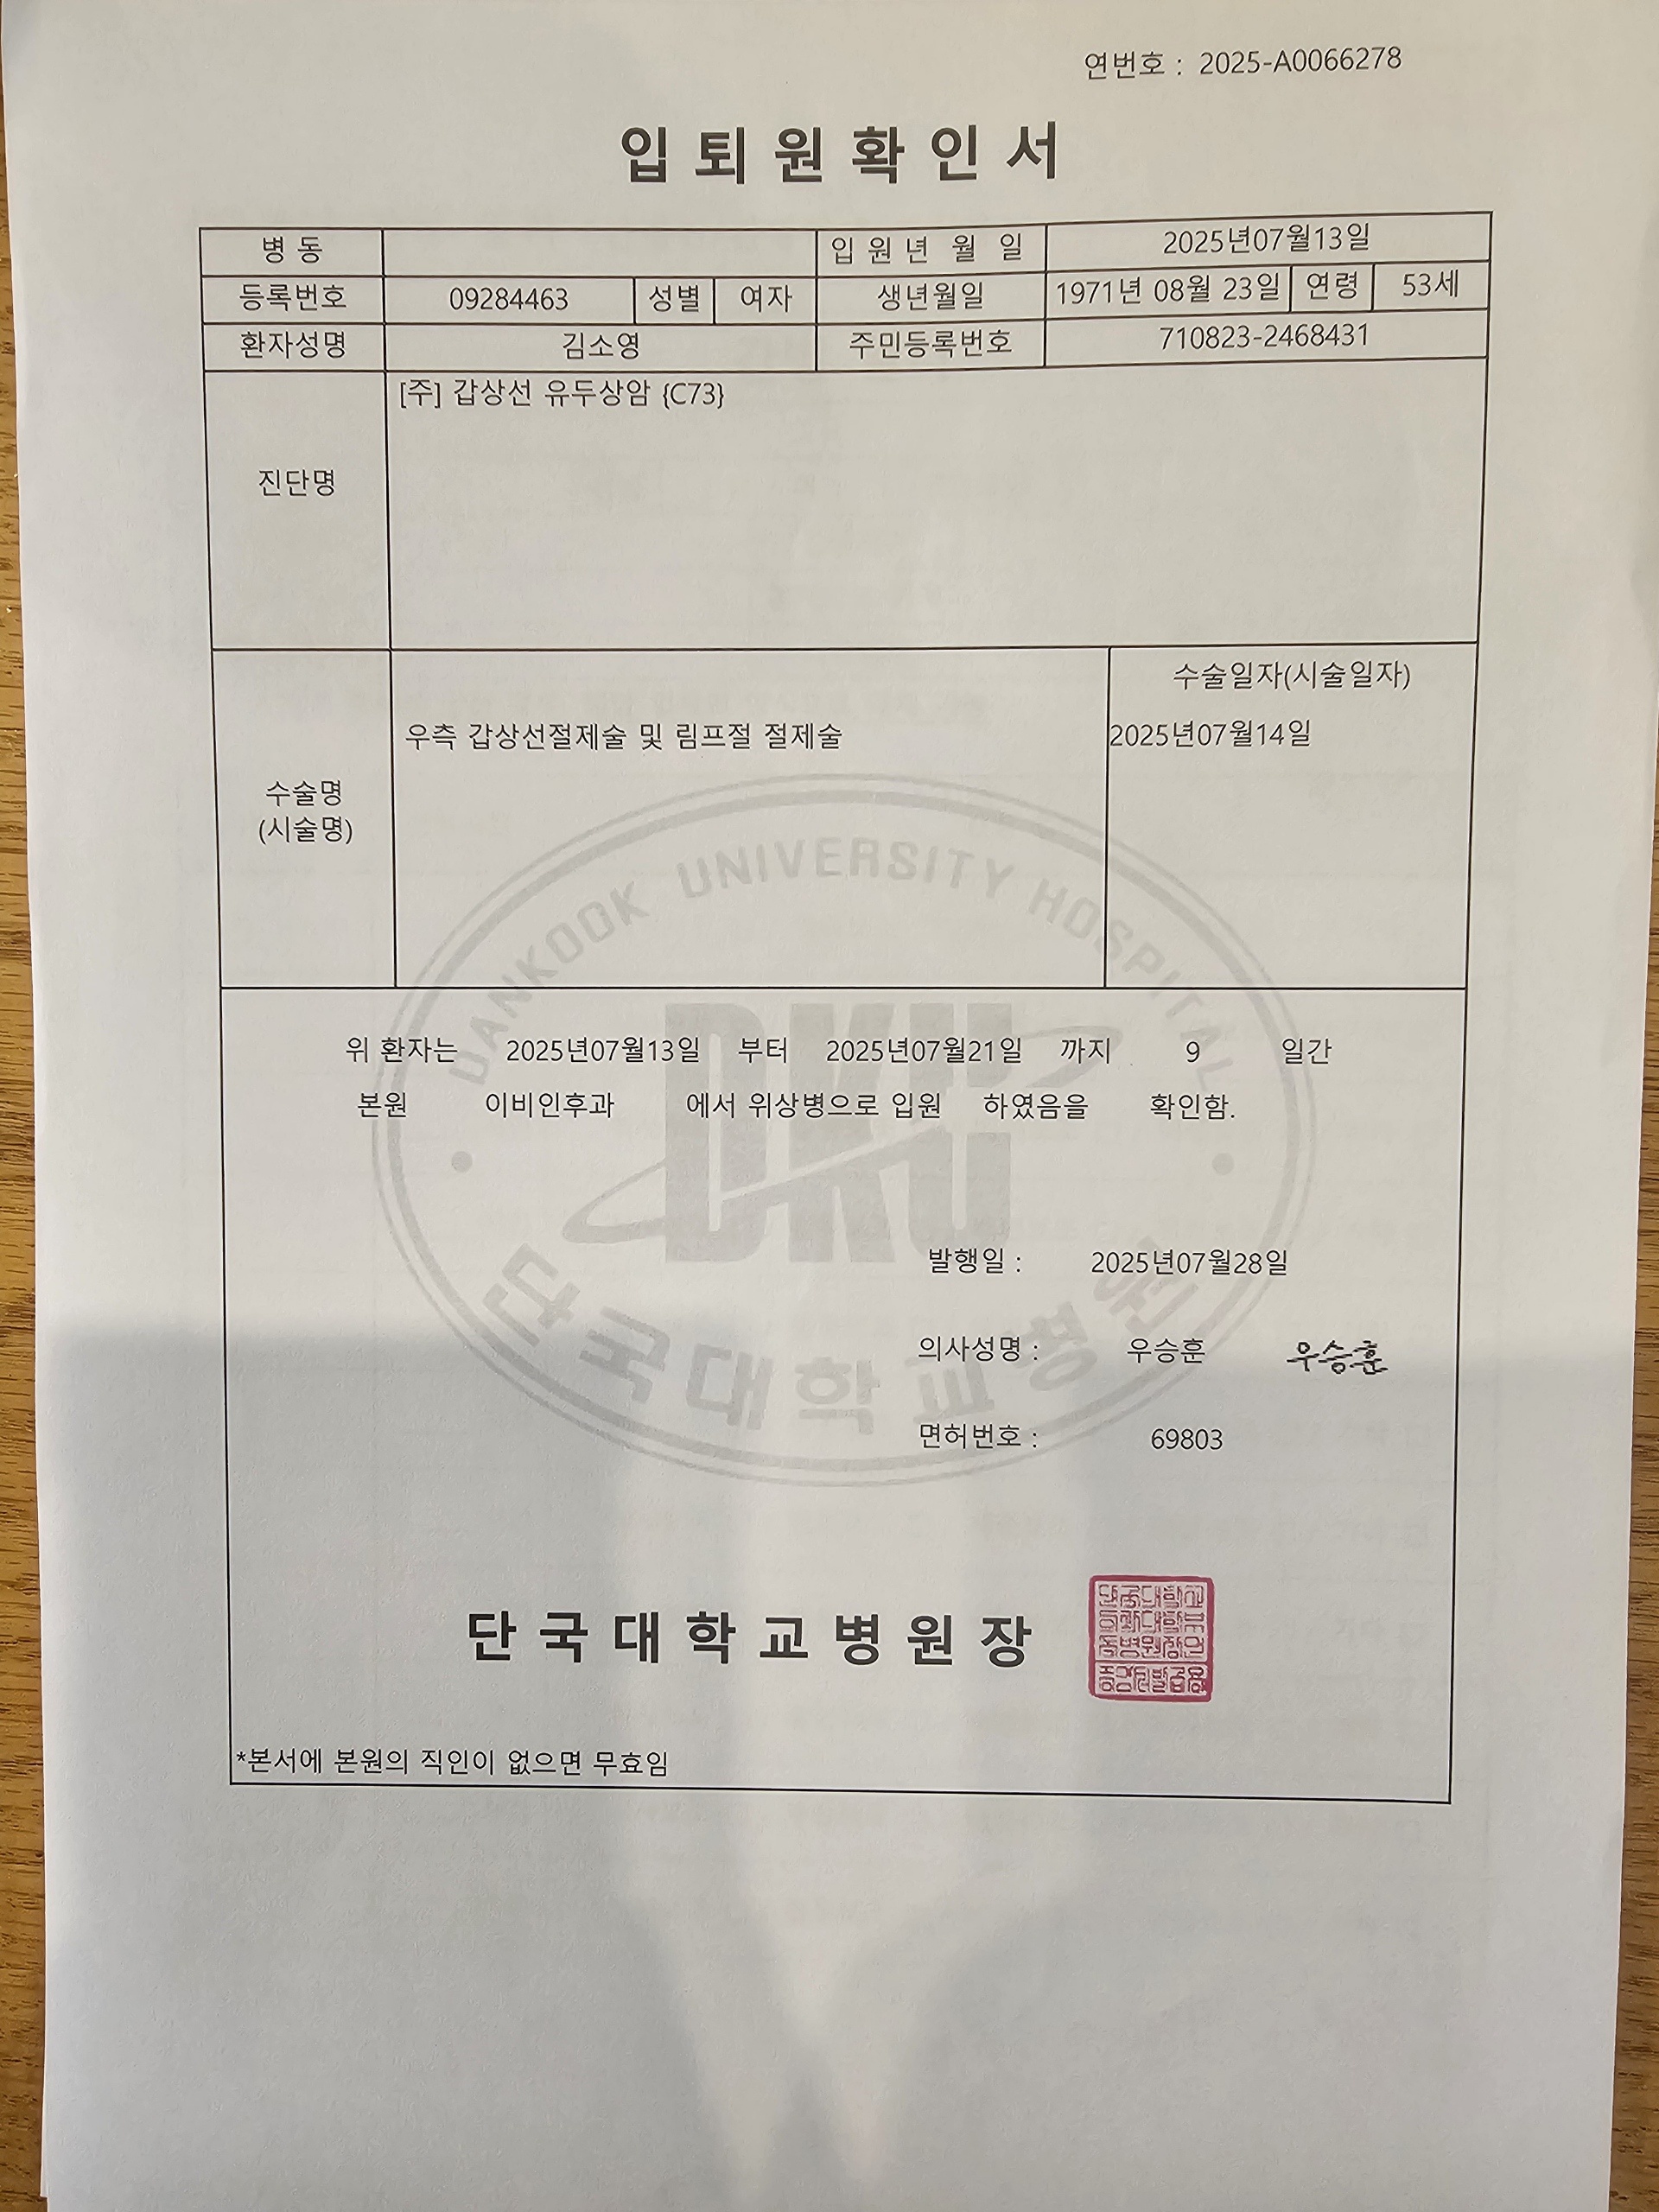 연번호 : 2025-A0066278
입퇴원확인서
병 동 입 원 년 월 일 2025년07월13일
등록번호 09284463 성별 여자 생년월일 1971년 08월 23일 연령 53세
환자성명 김소영 주민등록번호 710823-2468431
진단명 [주] 갑상선 유두상암 {C73}
수술일자(시술일자)
우측 갑상선절제술 및 림프절 절제술 2025년07월14일
수술명
(시술명)
DANKOOK UNIVERSITY HOSPITAL
DKU
위 환자는 2025년07월13일 부터 2025년07월21일 까지 9 일간
본원 이비인후과 에서 위상병으로 입원 하였음을 확인함.
발행일 : 2025년07월28일
의사성명 : 우승훈 우승훈
단국대학교병원
면허번호 : 69803
단국대학교병원장
*본서에 본원의 직인이 없으면 무효임